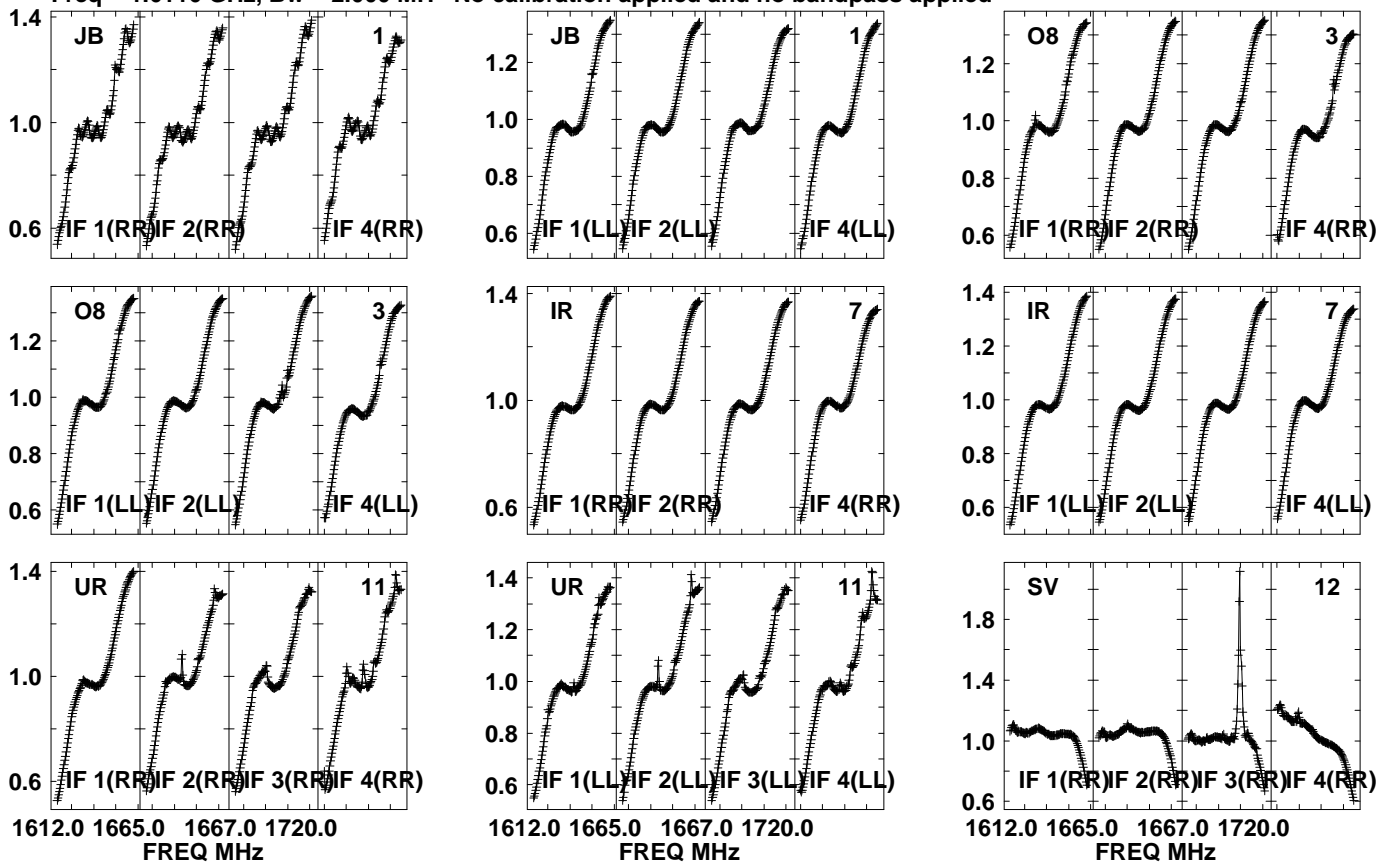 Freq GHz, No calibration applied and no bandpass applied
JB 1
1.4
1.0
0.6
IF 1(RR) IF 2(RR) IF 4(RR)
JB 1
1.2
1.0
0.8
0.6
IF 1(LL) IF 2(LL) IF 4(LL)
O8 3
1.2
1.0
0.8
0.6
IF 1(RR) IF 2(RR) IF 4(RR)
O8 3
1.2
1.0
0.8
0.6
IF 1(LL) IF 2(LL) IF 4(LL)
IR 7
1.4
1.0
0.6
IF 1(RR) IF 2(RR) IF 4(RR)
IR 7
1.4
1.2
1.0
0.8
0.6
IF 1(LL) IF 2(LL) IF 4(LL)
UR 11
1.4
1.0
0.6
IF 1(RR) IF 2(RR) IF 3(RR) IF 4(RR)
1612.0 1665.0 1667.0 1720.0
FREQ MHz
UR 11
1.4
1.2
1.0
0.8
0.6
IF 1(LL) IF 2(LL) IF 3(LL) IF 4(LL)
1612.0 1665.0 1667.0 1720.0
FREQ MHz
SV 12
1.8
1.4
1.0
0.6
IF 1(RR) IF 2(RR) IF 3(RR) IF 4(RR)
1612.0 1665.0 1667.0 1720.0
FREQ MHz